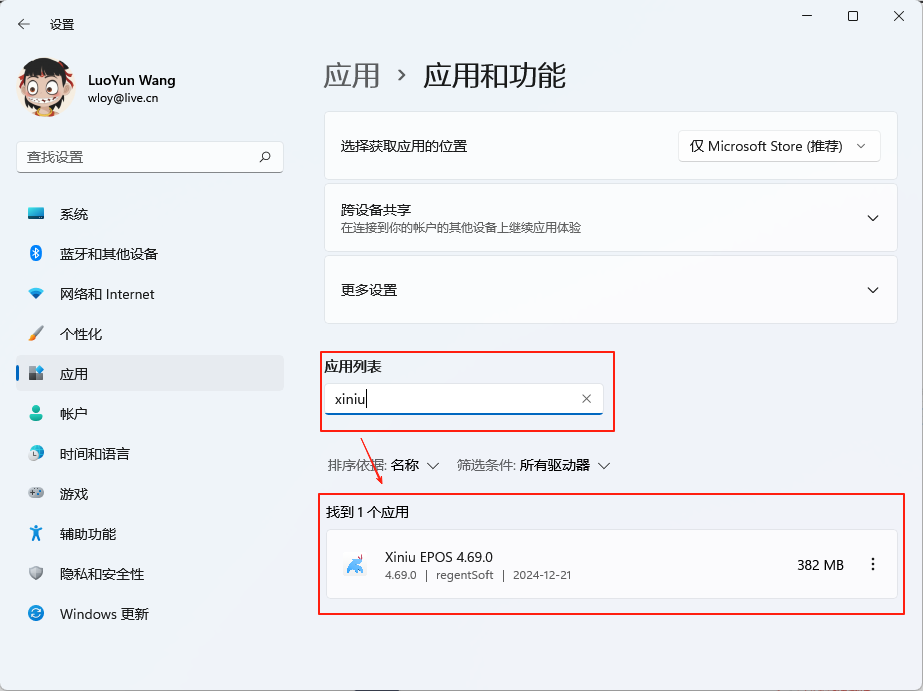 设置
LuoYun Wang
wloy@live.cn
查找设置
系统
蓝牙和其他设备
网络和 Internet
个性化
应用
帐户
时间和语言
游戏
辅助功能
隐私和安全性
Windows 更新
应用 › 应用和功能
选择获取应用的位置
仅 Microsoft Store (推荐)
跨设备共享
在连接到你的帐户的其他设备上继续应用体验
更多设置
应用列表
xiniu
排序依据: 名称 筛选条件: 所有驱动器
找到 1 个应用
Xiniu EPOS 4.69.0
4.69.0 | regentSoft | 2024-12-21
382 MB